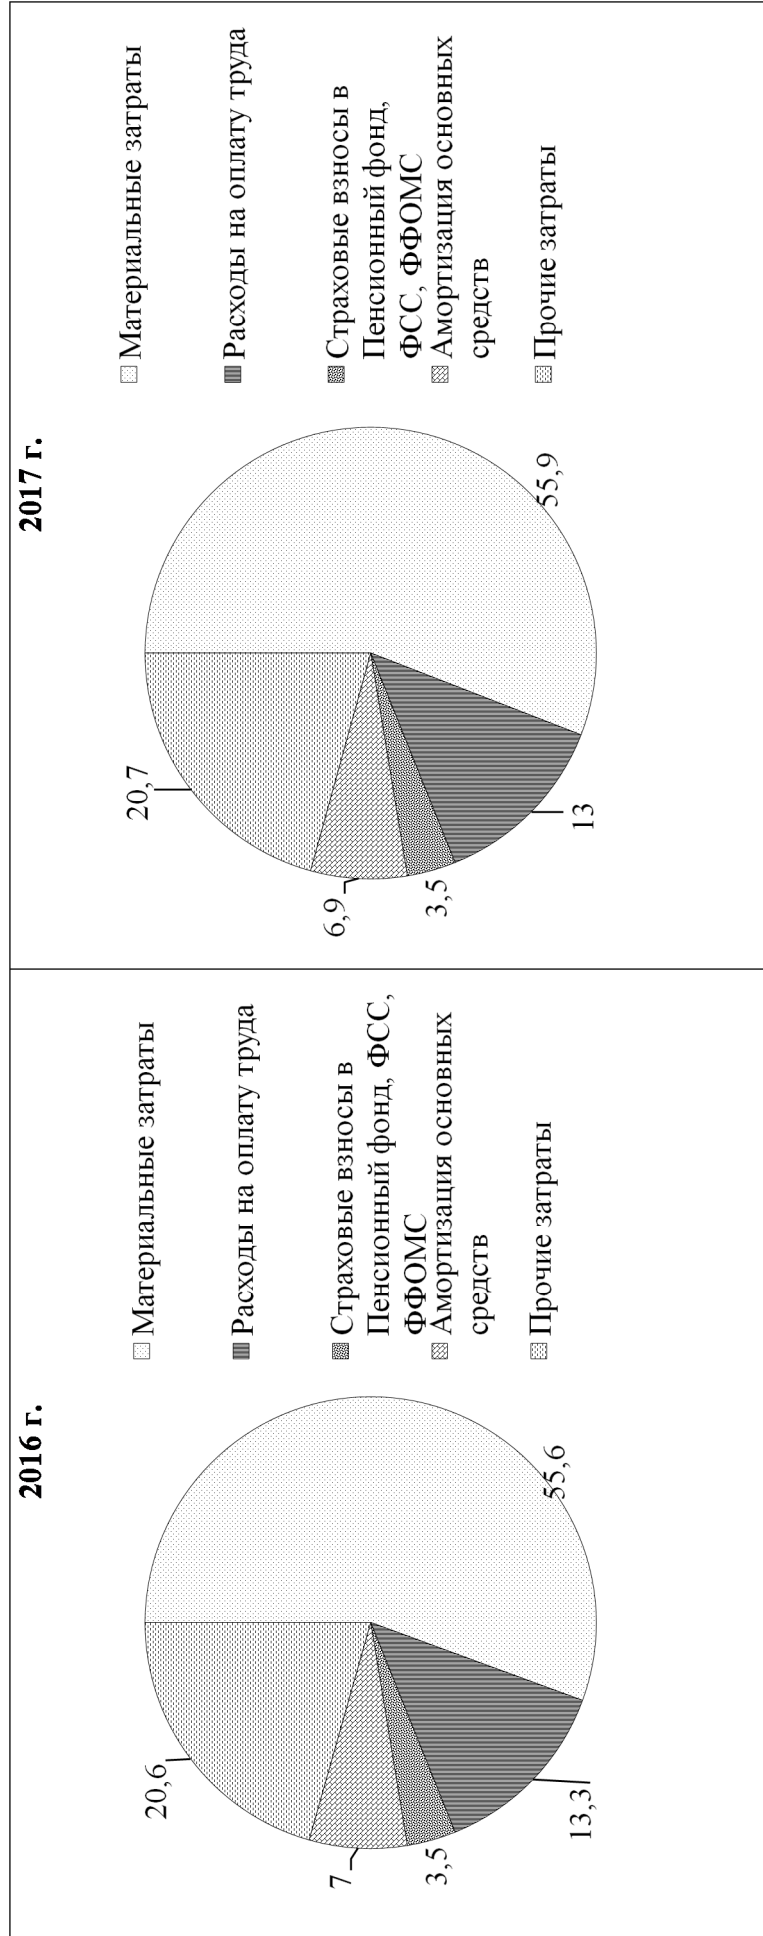 2016 г.
20,6
7
3,5
13,3
55,6
Материальные затраты
Расходы на оплату труда
Страховые взносы в
Пенсионный фонд, ФСС,
ФФОМС
Амортизация основных
средств
Прочие затраты
2017 г.
20,7
6,9
3,5
13
55,9
Материальные затраты
Расходы на оплату труда
Страховые взносы в
Пенсионный фонд,
ФСС, ФФОМС
Амортизация основных
средств
Прочие затраты